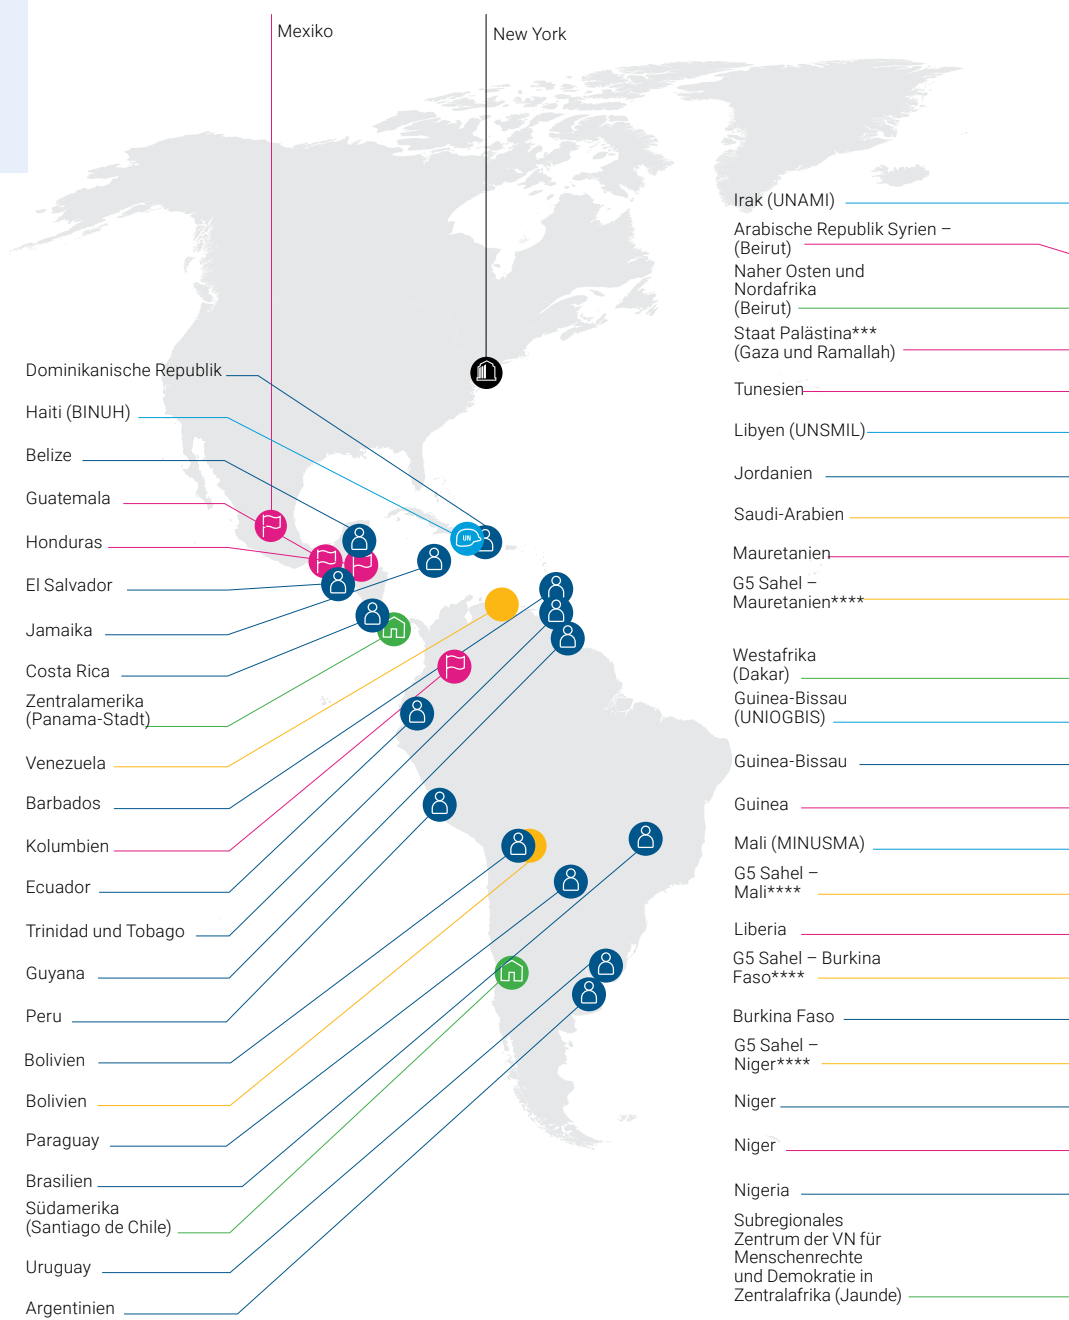 Mexiko
New York
Dominikanische Republik
Haiti (BINUH)
Belize
Guatemala
Honduras
El Salvador
Jamaika
Costa Rica
Zentralamerika
(Panama-Stadt)
Venezuela
Barbados
Kolumbien
Ecuador
Trinidad und Tobago
Guyana
Peru
Bolivien
Bolivien
Paraguay
Brasilien
Südamerika
(Santiago de Chile)
Uruguay
Argentinien
UN
Irak (UNAMI)
Arabische Republik Syrien –
(Beirut)
Naher Osten und
Nordafrika
(Beirut)
Staat Palästina***
(Gaza und Ramallah)
Tunesien
Libyen (UNSMIL)
Jordanien
Saudi-Arabien
Mauretanien
G5 Sahel –
Mauretanien****
Westafrika
(Dakar)
Guinea-Bissau
(UNIOGBIS)
Guinea-Bissau
Guinea
Mali (MINUSMA)
G5 Sahel –
Mali****
Liberia
G5 Sahel – Burkina
Faso****
Burkina Faso
G5 Sahel –
Niger****
Niger
Niger
Nigeria
Subregionales
Zentrum der VN für
Menschenrechte
und Demokratie in
Zentralafrika (Jaunde)